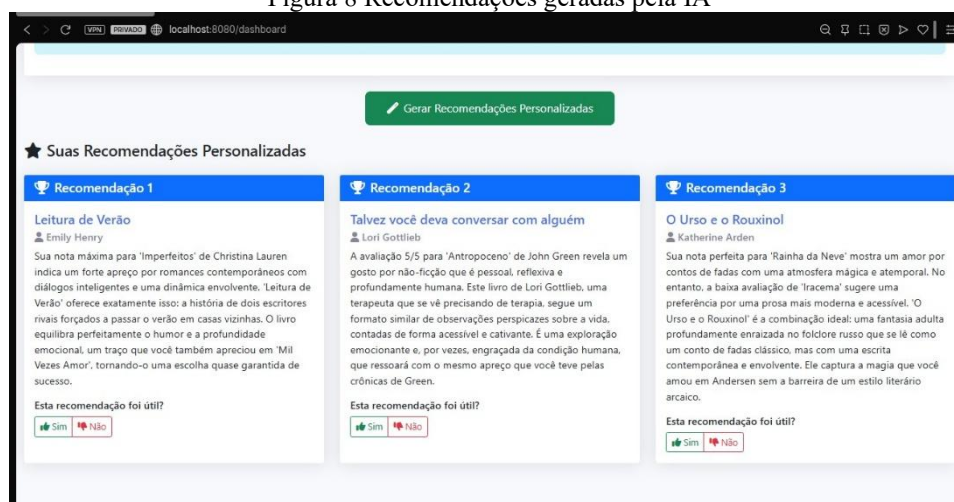 Figura 8 Recomendações geradas pela IA
VPN PRIVADO localhost:8080/dashboard
Gerar Recomendações Personalizadas
Suas Recomendações Personalizadas
Recomendação 1
Leitura de Verão
Emily Henry
Sua nota máxima para 'Imperfeitos' de Christina Lauren
indica um forte apreço por romances contemporâneos com
diálogos inteligentes e uma dinâmica envolvente. 'Leitura de
Verão' oferece exatamente isso: a história de dois escritores
rivais forçados a passar o verão em casas vizinhas. O livro
equilibra perfeitamente o humor e a profundidade
emocional, um traço que você também apreciou em 'Mil
Vezes Amor', tornando-o uma escolha quase garantida de
sucesso.
Esta recomendação foi útil?
Sim Não
Recomendação 2
Talvez você deva conversar com alguém
Lori Gottlieb
A avaliação 5/5 para 'Antropoceno' de John Green revela um
gosto por não-ficção que é pessoal, reflexiva e
profundamente humana. Este livro de Lori Gottlieb, uma
terapeuta que se vê precisando de terapia, segue um
formato similar de observações perspicazes sobre a vida,
contadas de forma acessível e cativante. É uma exploração
emocionante e, por vezes, engraçada da condição humana,
que ressoará com o mesmo apreço que você teve pelas
crônicas de Green.
Esta recomendação foi útil?
Sim Não
Recomendação 3
O Urso e o Rouxinol
Katherine Arden
Sua nota perfeita para 'Rainha da Neve' mostra um amor por
contos de fadas com uma atmosfera mágica e atemporal. No
entanto, a baixa avaliação de 'Iracema' sugere uma
preferência por uma prosa mais moderna e acessível. 'O
Urso e o Rouxinol' é a combinação ideal: uma fantasia adulta
profundamente enraizada no folclore russo que se lê como
um conto de fadas clássico, mas com uma escrita
contemporânea e envolvente. Ele captura a magia que você
amou em Andersen sem a barreira de um estilo literário
arcaico.
Esta recomendação foi útil?
Sim Não